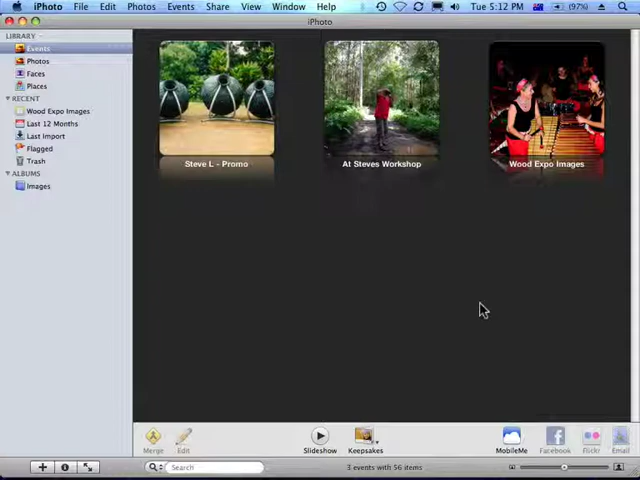 iPhoto File Edit Photos Events Share View Window Help Tue 5:12 PM (97%)
iPhoto
LIBRARY
Events
Photos
Faces
Places
RECENT
Wood Expo Images
Last 12 Months
Last Import
Flagged
Trash
ALBUMS
Images
Steve L - Promo
At Steves Workshop
Wood Expo Images
Merge
Edit
Slideshow
Keepsakes
MobileMe
Facebook
Flickr
Email
Search
3 events with 56 items